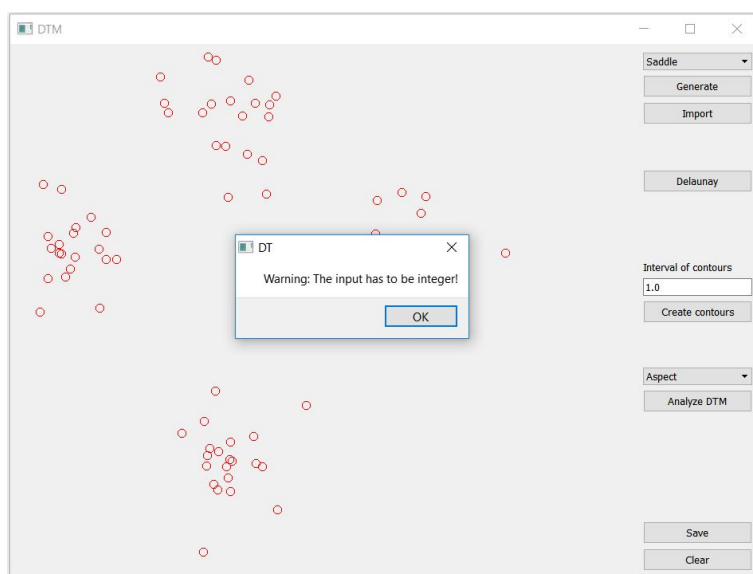 DTM
Saddle
Generate
Import
Delaunay
DT
Warning: The input has to be integer!
OK
Interval of contours
1.0
Create contours
Aspect
Analyze DTM
Save
Clear